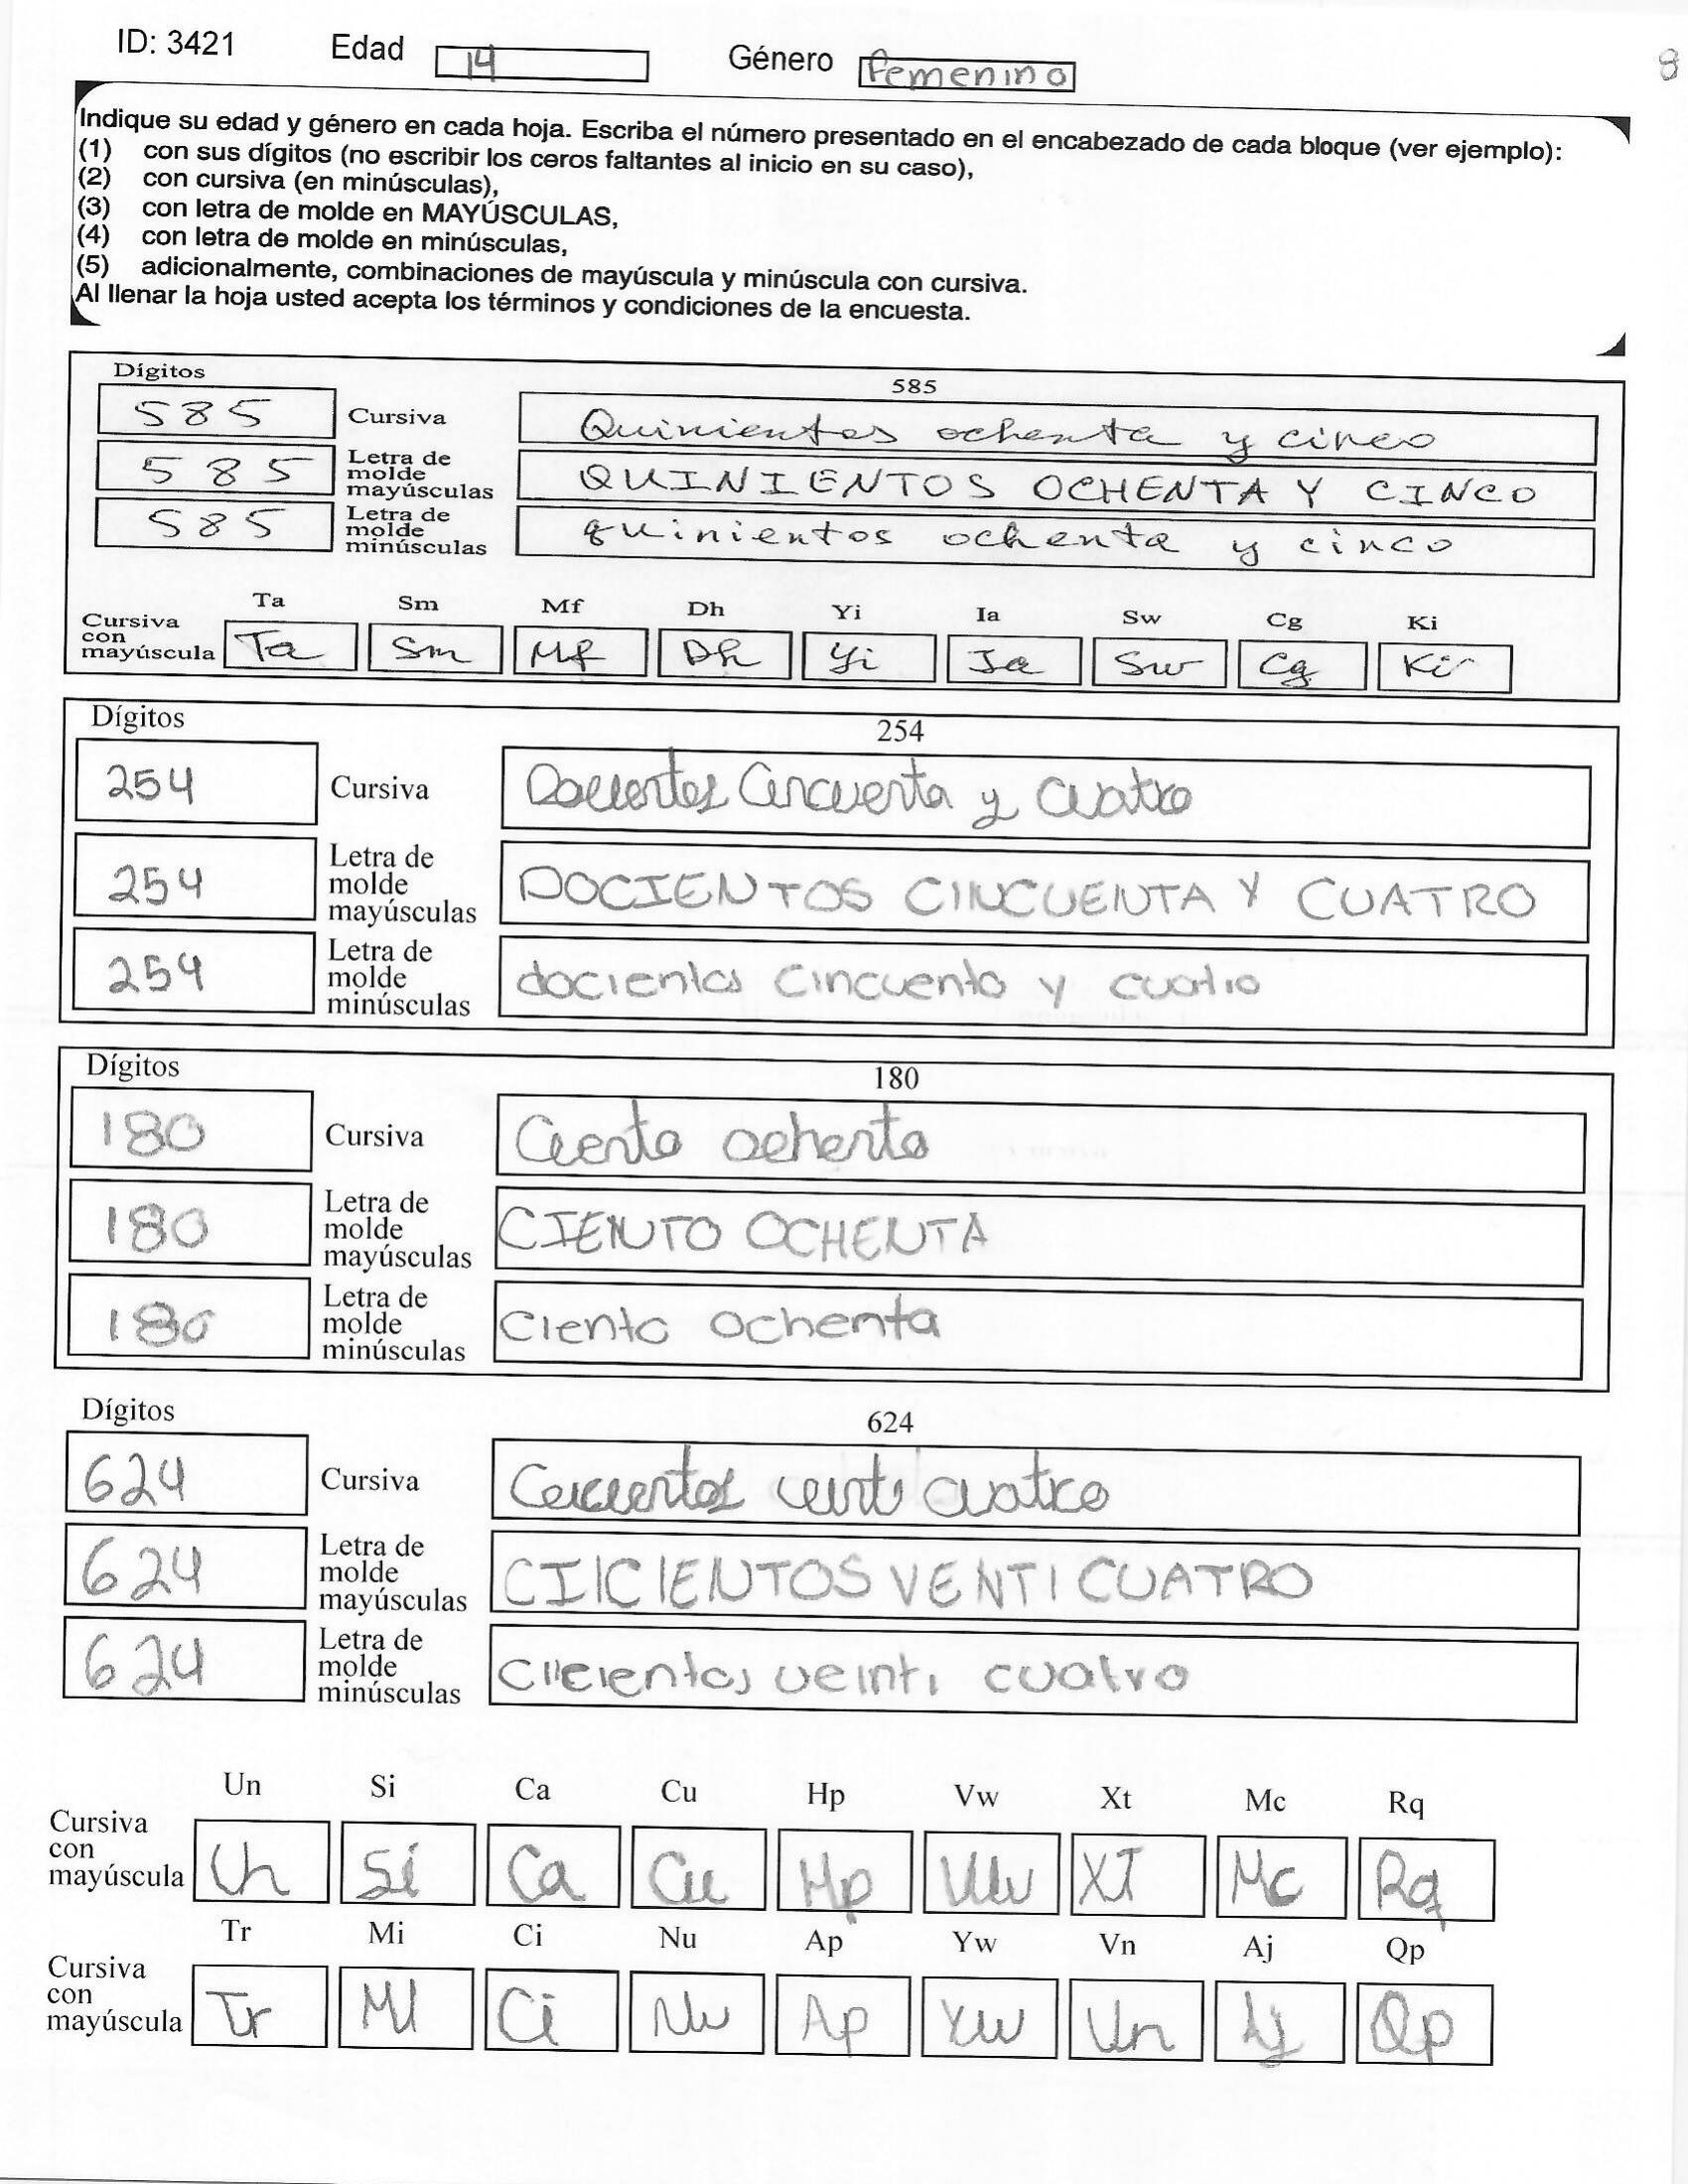 ID: 3421 Edad 14 Género femenino 8
Indique su edad y género en cada hoja. Escriba el número presentado en el encabezado de cada bloque (ver ejemplo):
(1) con sus dígitos (no escribir los ceros faltantes al inicio en su caso),
(2) con cursiva (en minúsculas),
(3) con letra de molde en MAYÚSCULAS,
(4) con letra de molde en minúsculas,
(5) adicionalmente, combinaciones de mayúscula y minúscula con cursiva.
Al llenar la hoja usted acepta los términos y condiciones de la encuesta.
Dígitos 585
585 Cursiva Quinientos ochenta y cinco
585 Letra de molde mayúsculas QUINIENTOS OCHENTA Y CINCO
585 Letra de molde minúsculas quinientos ochenta y cinco
Ta Sm Mf Dh Yi Ia Sw Cg Ki
Cursiva con mayúscula Ta Sm Mf Dh Yi Ia Sw Cg Ki
Dígitos 254
254 Cursiva Docientos Cincuenta y cuatro
254 Letra de molde mayúsculas DOCIENTOS CINCUENTA Y CUATRO
254 Letra de molde minúsculas docientos cincuenta y cuatro
Dígitos 180
180 Cursiva Ciento ochenta
180 Letra de molde mayúsculas CIENTO OCHENTA
180 Letra de molde minúsculas ciento ochenta
Dígitos 624
624 Cursiva cuatro
624 Letra de molde mayúsculas VENTI CUATRO
624 Letra de molde minúsculas veinti cuatro
Un Si Ca Cu Hp Vw Xt Mc Rq
Cursiva con mayúscula Un Si Ca Cu Hp Vw XT Mc Rq
Tr Mi Ci Nu Ap Yw Vn Aj Qp
Cursiva con mayúscula Tr MI Ci Nu Ap Yw Vn Aj Qp